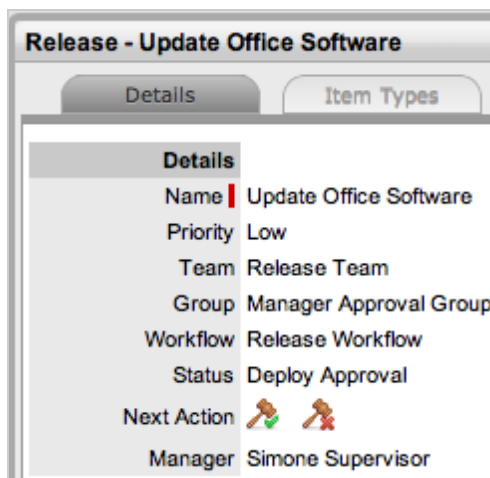 Release - Update Office Software
Details Item Types
Details
Name Update Office Software
Priority Low
Team Release Team
Group Manager Approval Group
Workflow Release Workflow
Status Deploy Approval
Next Action
Manager Simone Supervisor